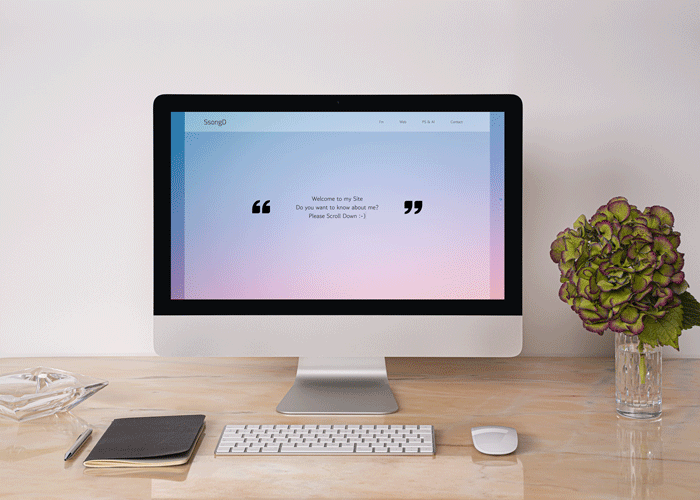 SsongD
I'm
Web
PS & AI
Contact
Welcome to my Site
Do you want to know about me?
Please Scroll Down :-)